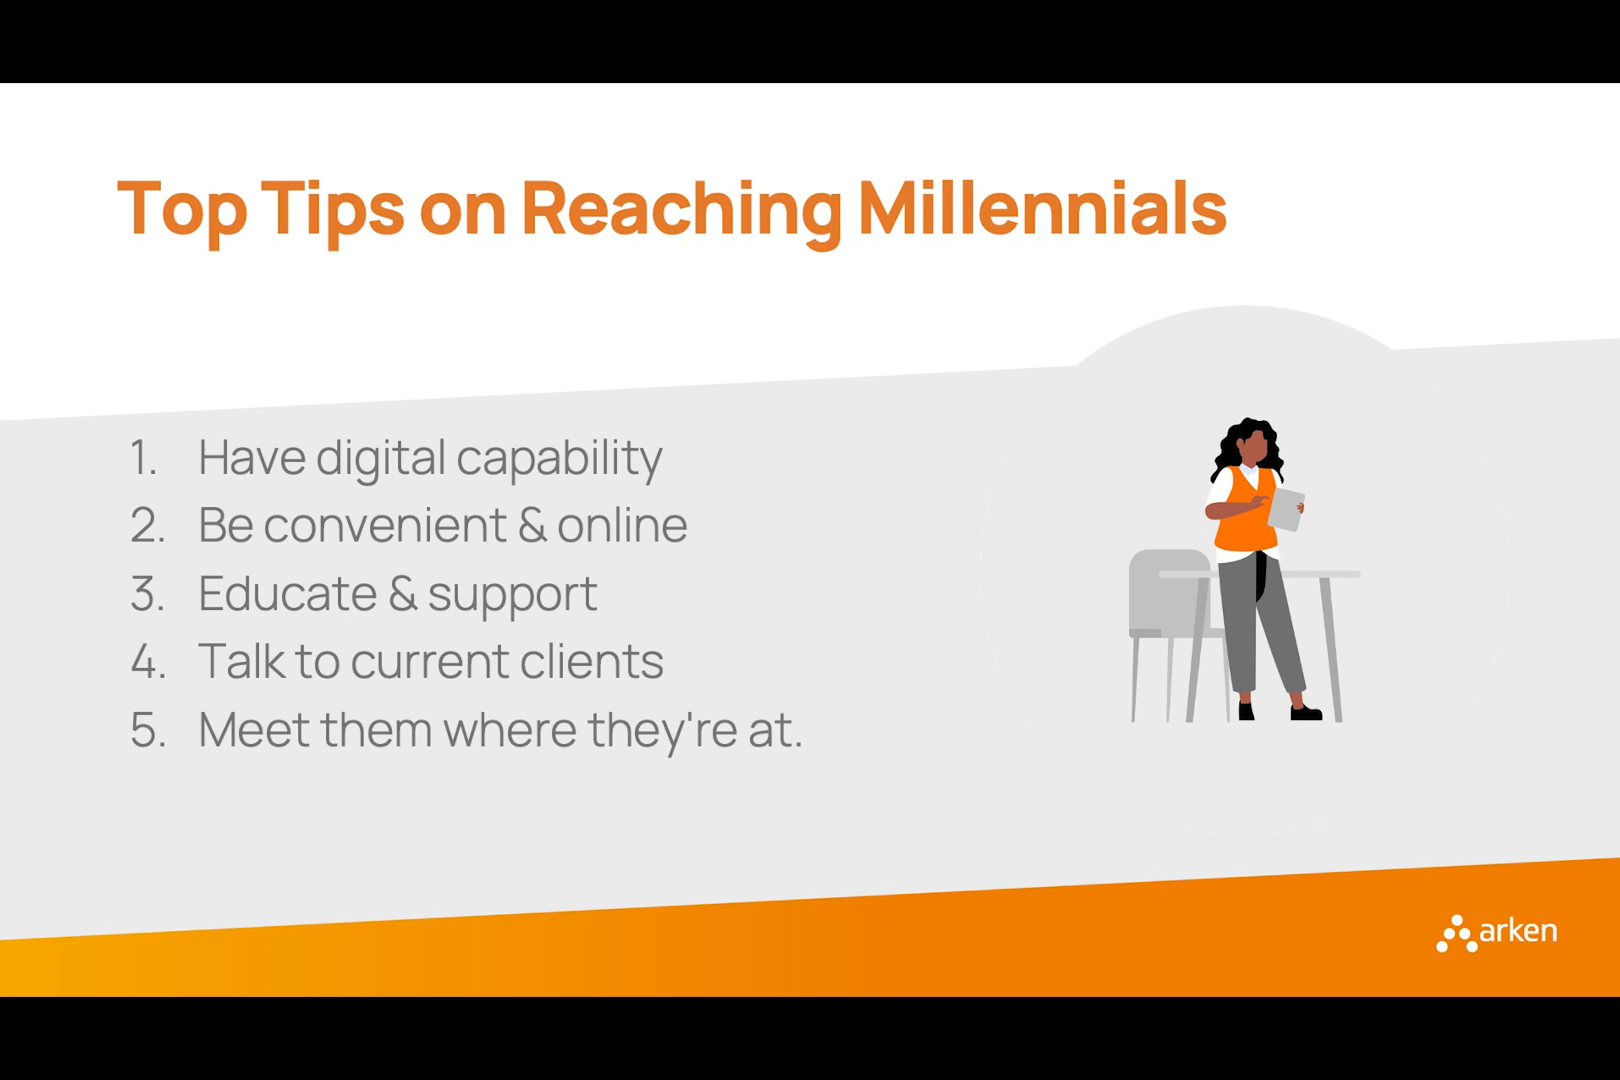 Top Tips on Reaching Millennials
1. Have digital capability
2. Be convenient & online
3. Educate & support
4. Talk to current clients
5. Meet them where they're at.
arken